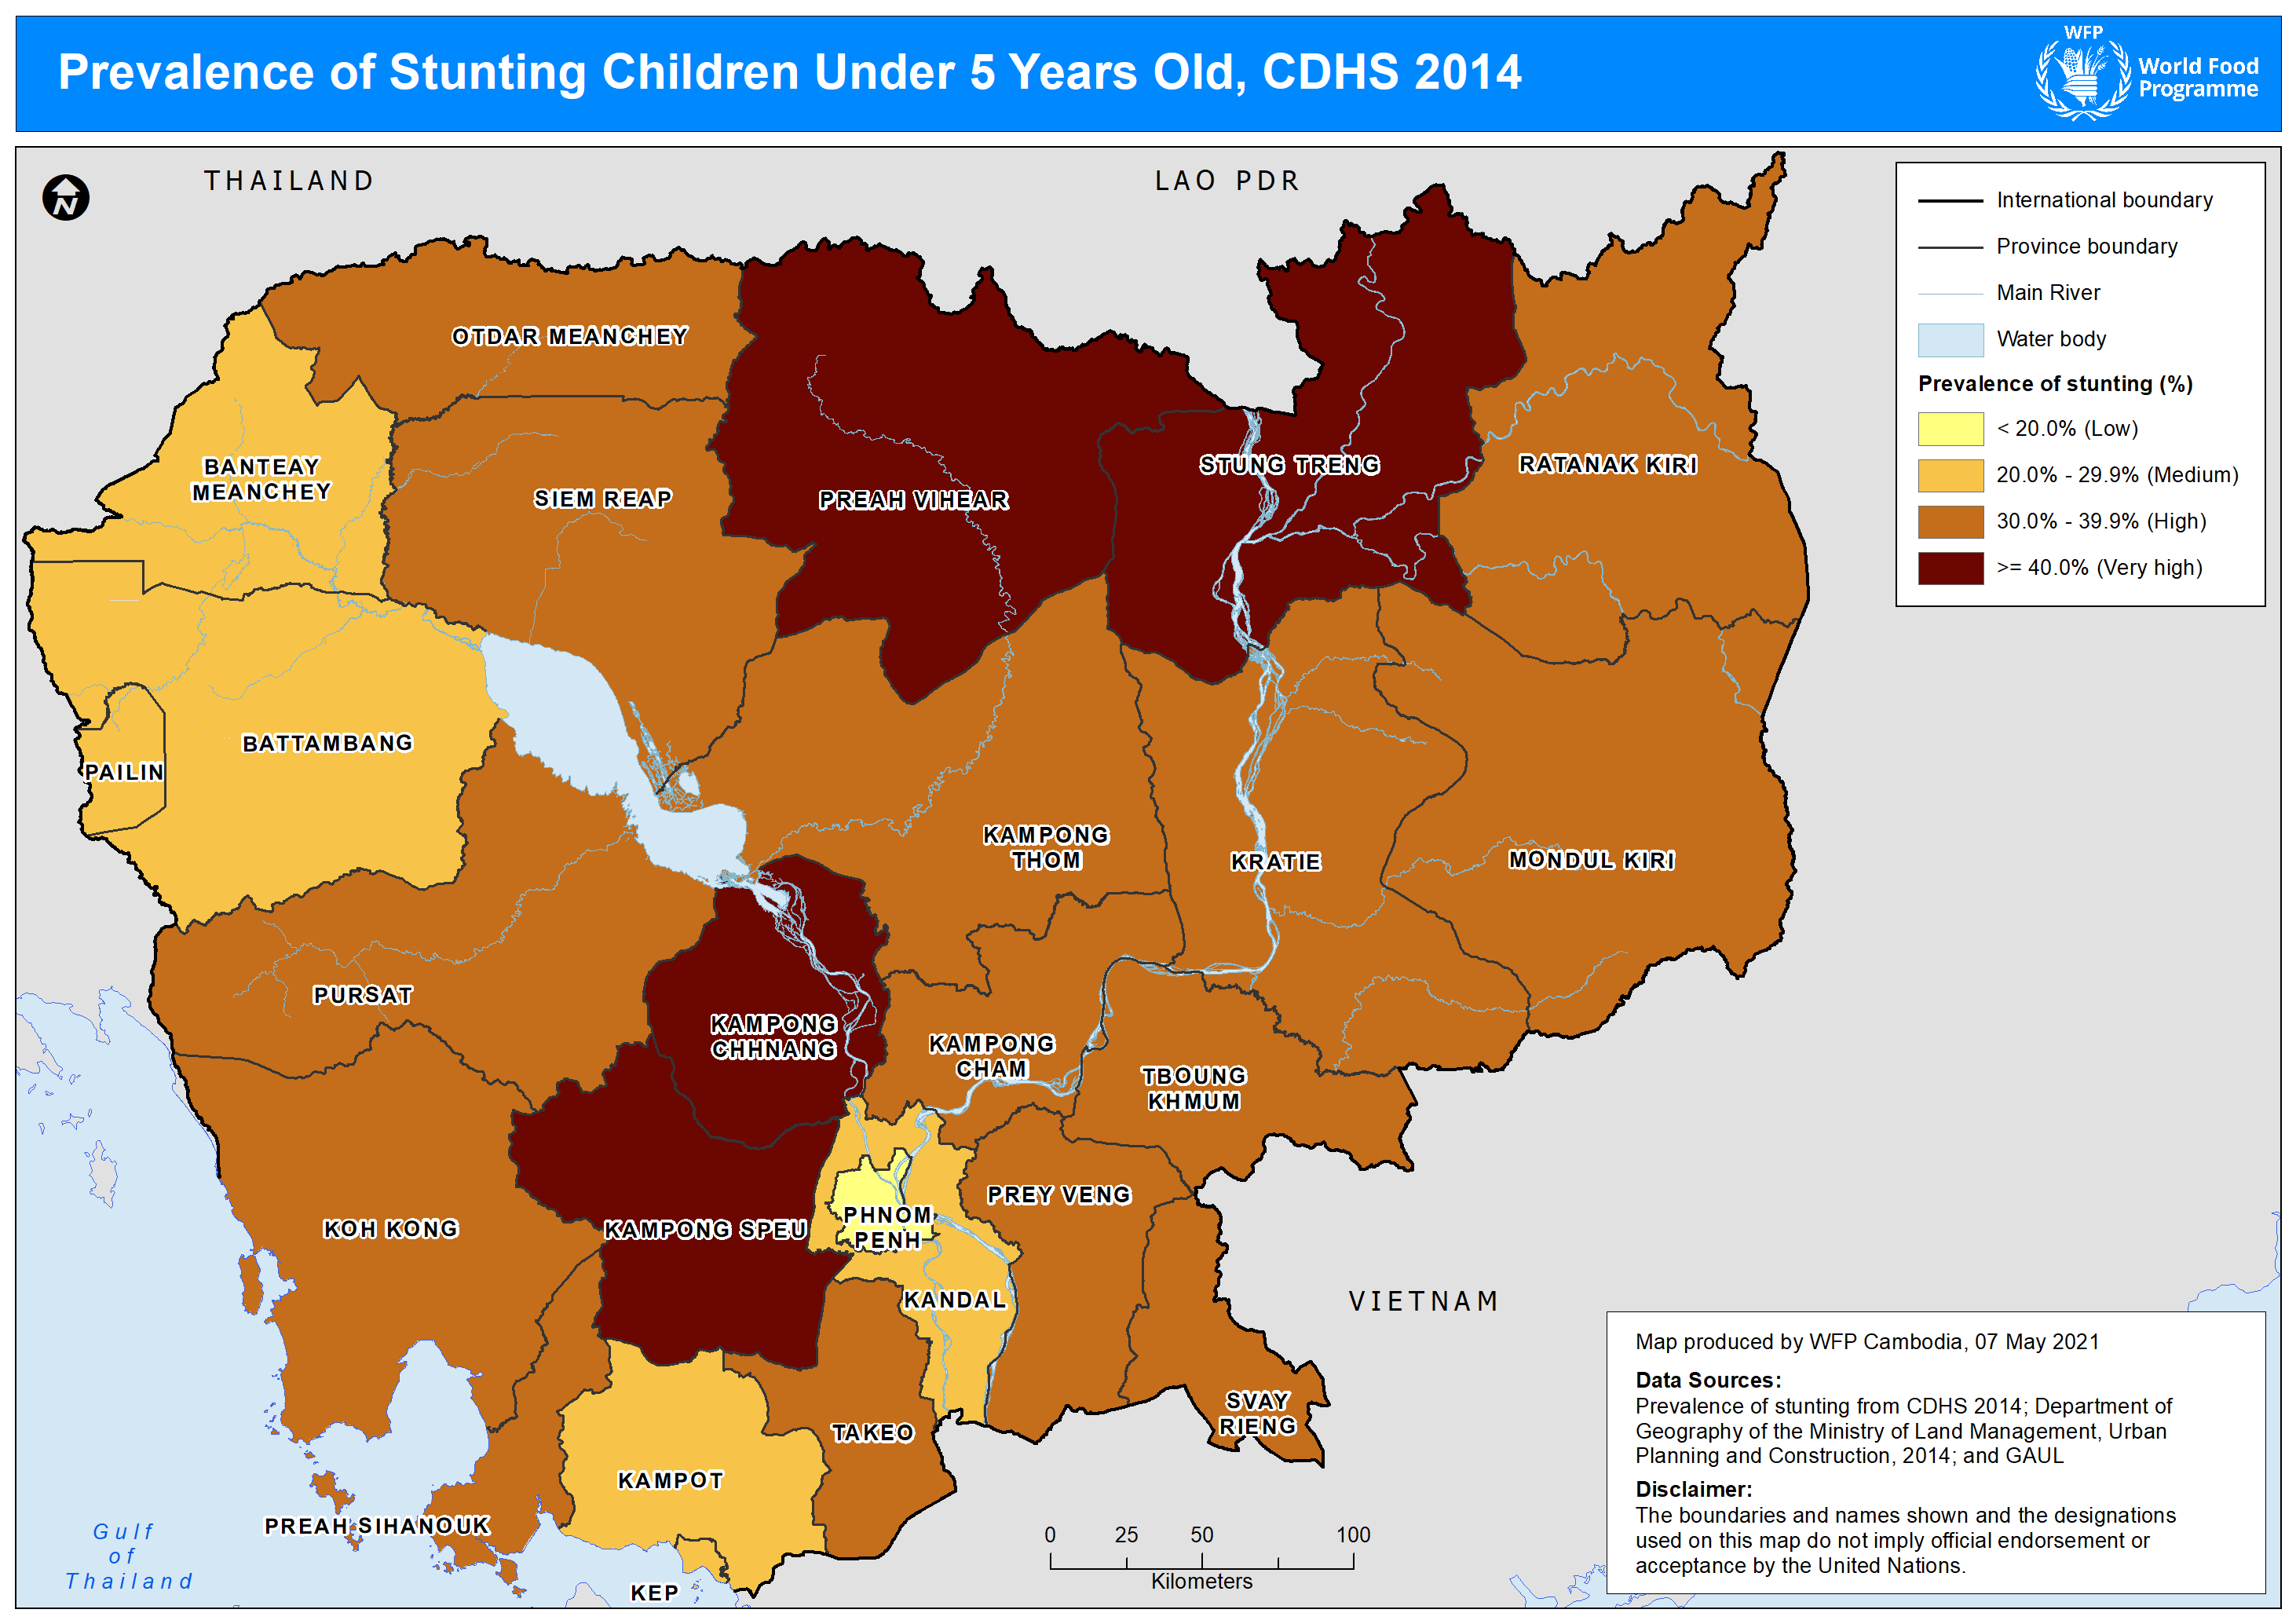 Prevalence of Stunting Children Under 5 Years Old, CDHS 2014
WFP
World Food
Programme
N
THAILAND
LAO PDR
International boundary
Province boundary
Main River
Water body
Prevalence of stunting (%)
< 20.0% (Low)
20.0% - 29.9% (Medium)
30.0% - 39.9% (High)
>= 40.0% (Very high)
OTDAR MEANCHEY
BANTEAY
MEANCHEY
SIEM REAP
PREAH VIHEAR
STUNG TRENG
RATANAK KIRI
BATTAMBANG
PAILIN
KAMPONG
THOM
KRATIE
MONDUL KIRI
PURSAT
KAMPONG
CHHNANG
KAMPONG
CHAM
TBOUNG
KHMUM
PREY VENG
PHNOM
PENH
KOH KONG
KAMPONG SPEU
KANDAL
VIETNAM
SVAY
RIENG
TAKEO
KAMPOT
PREAH SIHANOUK
KEP
Gulf
of
Thailand
0 25 50 100
Kilometers
Map produced by WFP Cambodia, 07 May 2021
Data Sources:
Prevalence of stunting from CDHS 2014; Department of
Geography of the Ministry of Land Management, Urban
Planning and Construction, 2014; and GAUL
Disclaimer:
The boundaries and names shown and the designations
used on this map do not imply official endorsement or
acceptance by the United Nations.